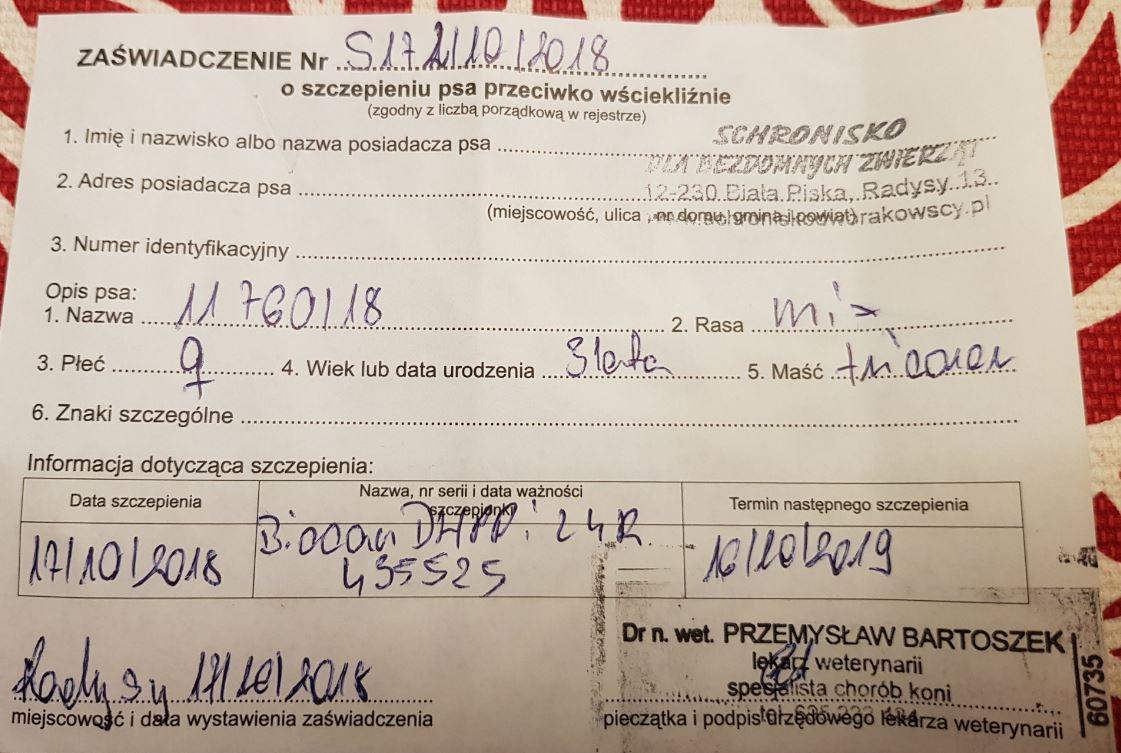 ZAŚWIADCZENIE Nr S172/10/2018
o szczepieniu psa przeciwko wściekliźnie
(zgodny z liczbą porządkową w rejestrze)
1. Imię i nazwisko albo nazwa posiadacza psa SCHRONISKO
DLA BEZDOMNYCH ZWIERZĄT
2. Adres posiadacza psa 12-230 Biała Piska, Radysy 13
(miejscowość, ulica, nr domu, gmina i powiat)
3. Numer identyfikacyjny
Opis psa:
1. Nazwa 11760/18 2. Rasa mix
3. Płeć ♀ 4. Wiek lub data urodzenia 3 lata 5. Maść
6. Znaki szczególne
Informacja dotycząca szczepienia:
Data szczepienia Nazwa, nr serii i data ważności szczepionki Termin następnego szczepienia
17/10/2018 Biocan DHPPi 24R 16/10/2019
435525
Radysy 17/10/2018
miejscowość i data wystawienia zaświadczenia
Dr n. wet. PRZEMYSŁAW BARTOSZEK
lekarz weterynarii
specjalista chorób koni
60735
pieczątka i podpis urzędowego lekarza weterynarii